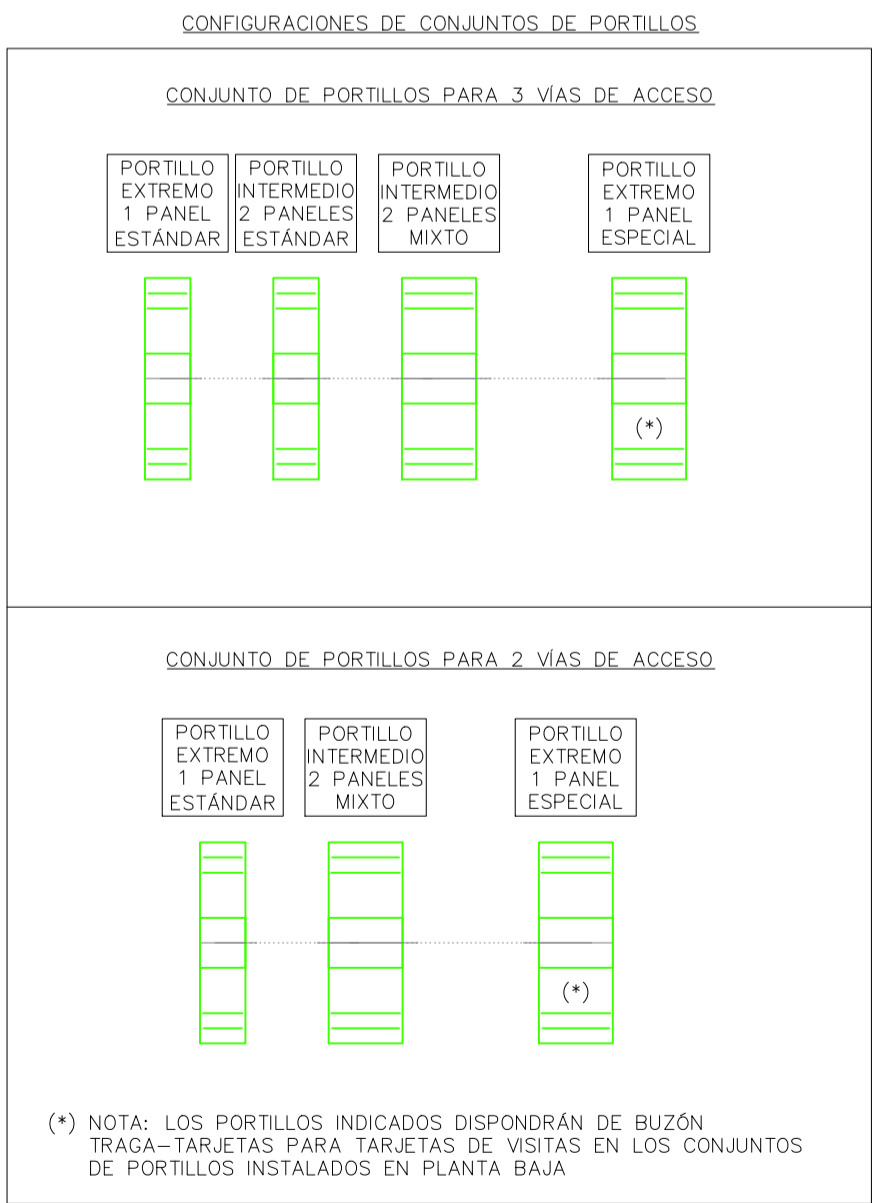 CONFIGURACIONES DE CONJUNTOS DE PORTILLOS
CONJUNTO DE PORTILLOS PARA 3 VÍAS DE ACCESO
PORTILLO
EXTREMO
1 PANEL
ESTÁNDAR
PORTILLO
INTERMEDIO
2 PANELES
ESTÁNDAR
PORTILLO
INTERMEDIO
2 PANELES
MIXTO
PORTILLO
EXTREMO
1 PANEL
ESPECIAL
(*)
CONJUNTO DE PORTILLOS PARA 2 VÍAS DE ACCESO
PORTILLO
EXTREMO
1 PANEL
ESTÁNDAR
PORTILLO
INTERMEDIO
2 PANELES
MIXTO
PORTILLO
EXTREMO
1 PANEL
ESPECIAL
(*)
(*) NOTA: LOS PORTILLOS INDICADOS DISPONDRÁN DE BUZÓN
TRAGA-TARJETAS PARA TARJETAS DE VISITAS EN LOS CONJUNTOS
DE PORTILLOS INSTALADOS EN PLANTA BAJA